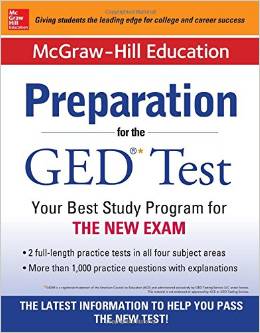 Mc
Graw
Hill
Education
Giving students the leading edge for college and career success
McGraw-Hill Education
Preparation
for the
GED®* Test
Your Best Study Program for
THE NEW EXAM
• 2 full-length practice tests in all four subject areas
• More than 1,000 practice questions with explanations
THE LATEST INFORMATION TO HELP YOU PASS
THE NEW TEST!